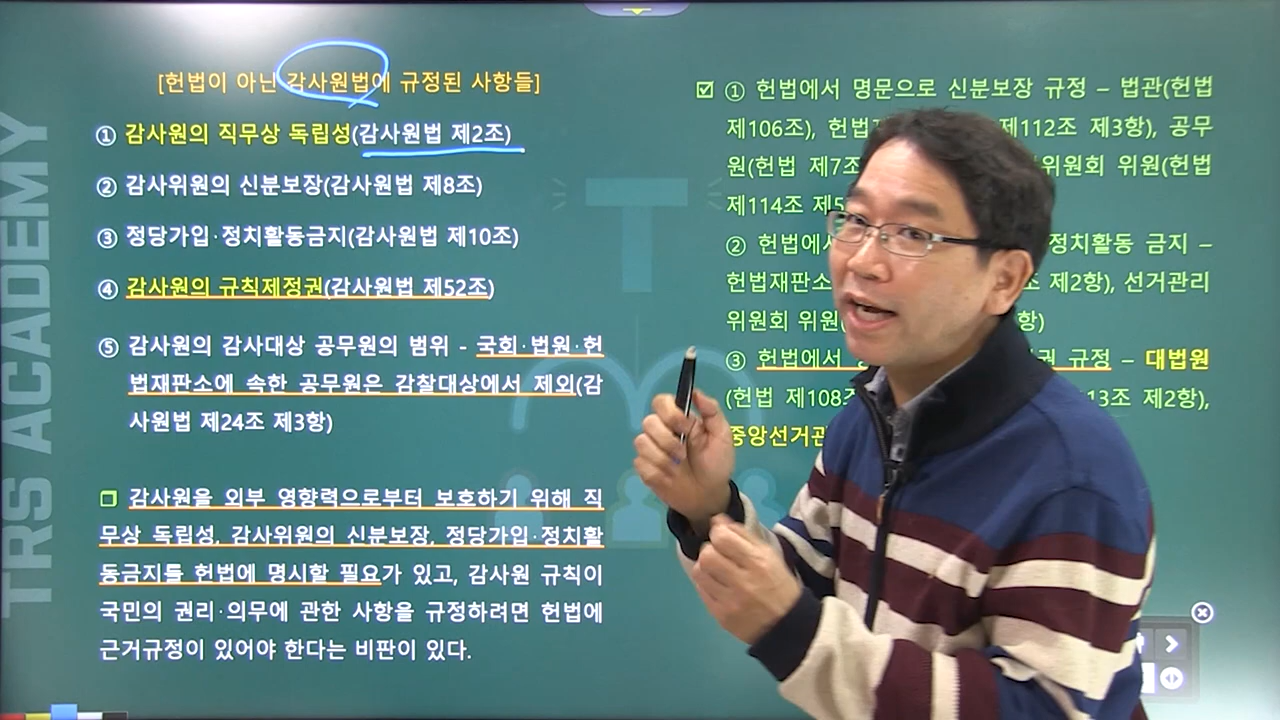 [헌법이 아닌 감사원법에 규정된 사항들]
① 감사원의 직무상 독립성(감사원법 제2조)
② 감사위원의 신분보장(감사원법 제8조)
③ 정당가입·정치활동금지(감사원법 제10조)
④ 감사원의 규칙제정권(감사원법 제52조)
⑤ 감사원의 감사대상 공무원의 범위 - 국회·법원·헌
법재판소에 속한 공무원은 감찰대상에서 제외(감
사원법 제24조 제3항)
❒ 감사원을 외부 영향력으로부터 보호하기 위해 직
무상 독립성, 감사위원의 신분보장, 정당가입·정치활
동금지를 헌법에 명시할 필요가 있고, 감사원 규칙이
국민의 권리·의무에 관한 사항을 규정하려면 헌법에
근거규정이 있어야 한다는 비판이 있다.
☑ ① 헌법에서 명문으로 신분보장 규정 – 법관(헌법
제106조), 제112조 제3항), 공무
원(헌법 위원회 위원(헌법
제114조
② 헌법에서 정치활동 금지 –
헌법재판소 제2항), 선거관리
위원회 위원 항)
③ 헌법에서 규정 – 대법원
(헌법 제108조 제2항),
TRS ACADEMY